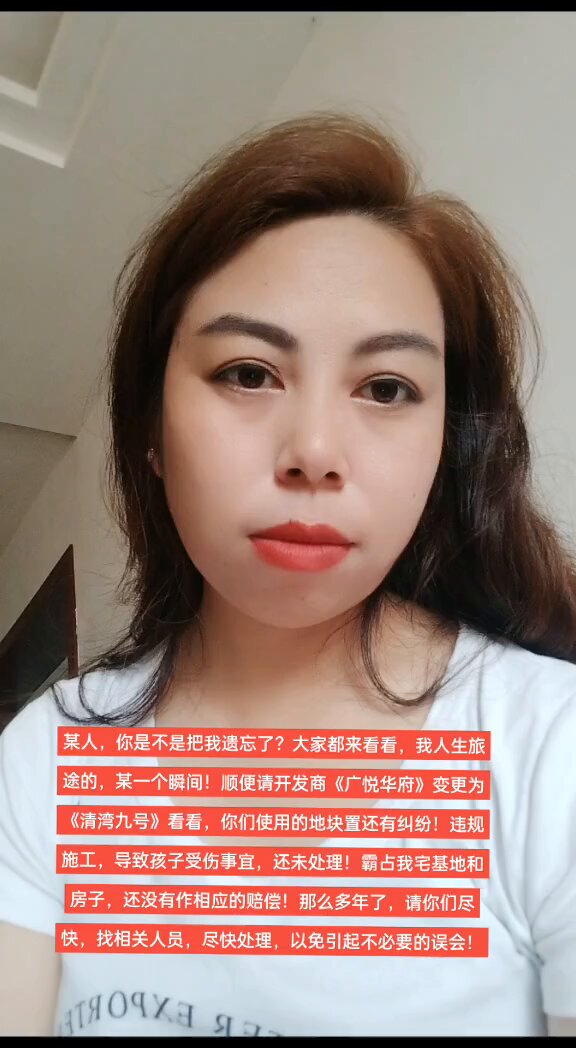 某人，你是不是把我遗忘了？大家都来看看，我人生旅
途的，某一个瞬间！顺便请开发商《广悦华府》变更为
《清湾九号》看看，你们使用的地块置还有纠纷！违规
施工，导致孩子受伤事宜，还未处理！霸占我宅基地和
房子，还没有作相应的赔偿！那么多年了，请你们尽
快，找相关人员，尽快处理，以免引起不必要的误会！
EXPORTER